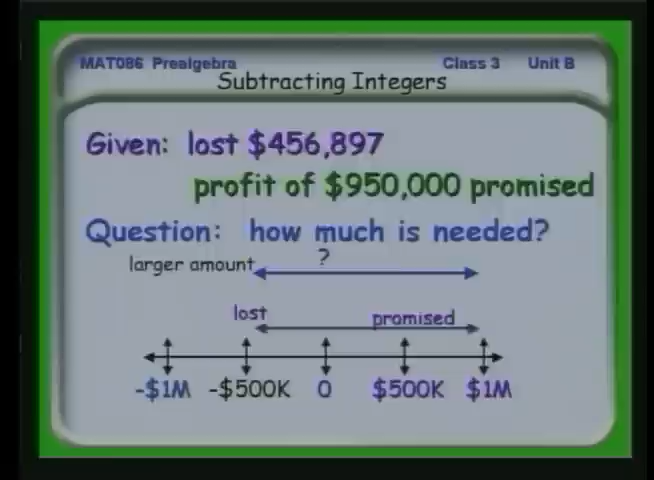 MAT086 Prealgebra Class 3 Unit B
Subtracting Integers
Given: lost $456,897
profit of $950,000 promised
Question: how much is needed?
larger amount ?
lost promised
-$1M -$500K 0 $500K $1M